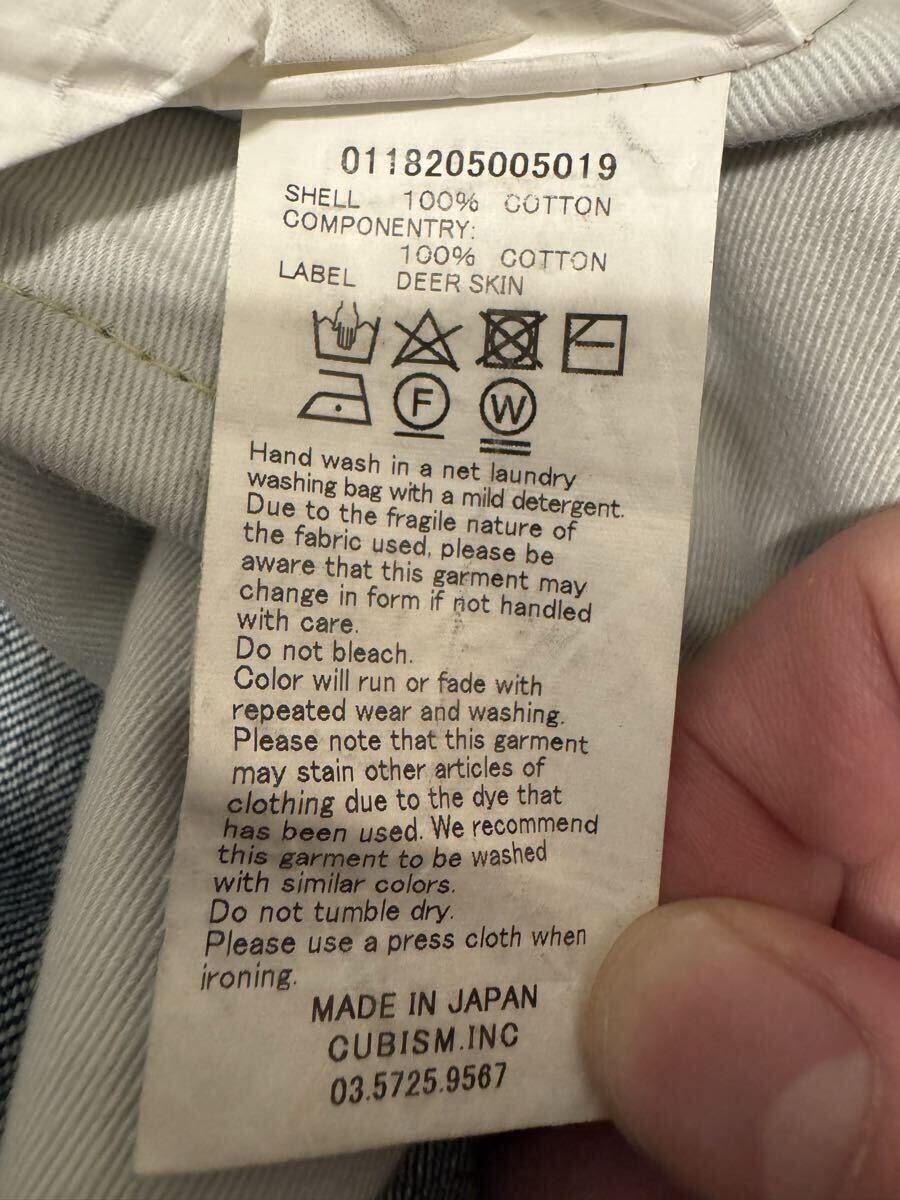 0118205005019
SHELL 100% COTTON
COMPONENTRY:
100% COTTON
LABEL DEER SKIN
F W
Hand wash in a net laundry
washing bag with a mild detergent.
Due to the fragile nature of
the fabric used, please be
aware that this garment may
change in form if not handled
with care.
Do not bleach.
Color will run or fade with
repeated wear and washing.
Please note that this garment
may stain other articles of
clothing due to the dye that
has been used. We recommend
this garment to be washed
with similar colors.
Do not tumble dry.
Please use a press cloth when
ironing.
MADE IN JAPAN
CUBISM.INC
03.5725.9567